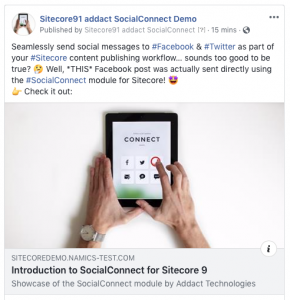 Sitecore91 addact SocialConnect Demo
Published by Sitecore91 addact SocialConnect [?] · 15 mins ·
Seamlessly send social messages to #Facebook & #Twitter as part of
your #Sitecore content publishing workflow... sounds too good to be
true? 🤔 Well, *THIS* Facebook post was actually sent directly using
the #SocialConnect module for Sitecore! 🤩
👉 Check it out:
CONNECT
SITECOREDEMO.NAMICS-TEST.COM
Introduction to SocialConnect for Sitecore 9
Showcase of the SocialConnect module by Addact Technologies